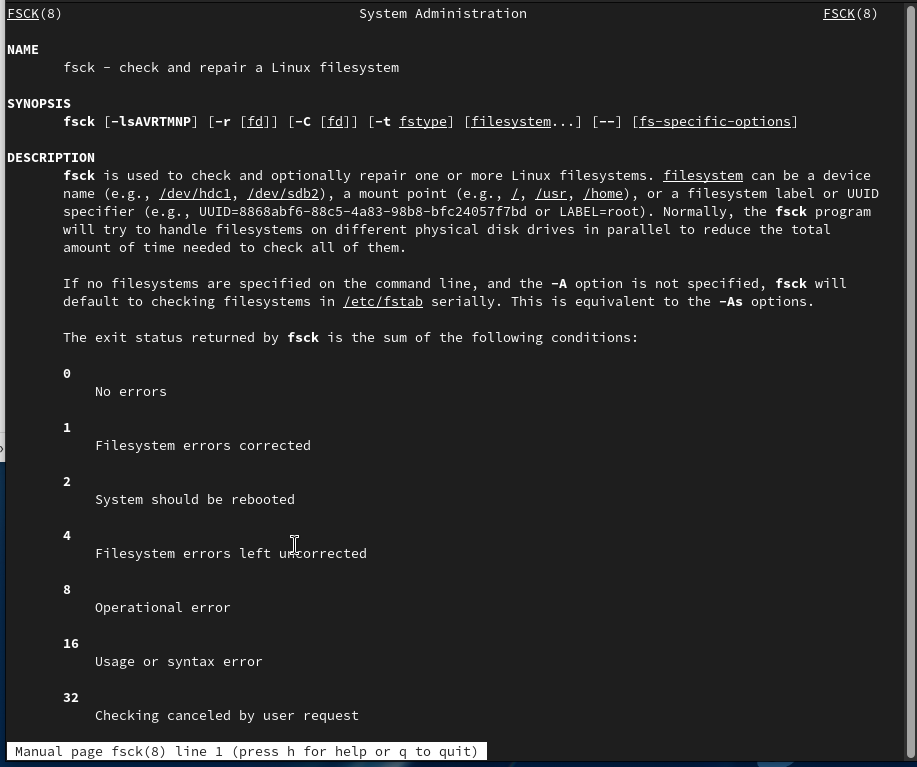 FSCK(8) System Administration FSCK(8)
NAME
fsck - check and repair a Linux filesystem
SYNOPSIS
fsck [-lsAVRTMNP] [-r [fd]] [-C [fd]] [-t fstype] [filesystem...] [--] [fs-specific-options]
DESCRIPTION
fsck is used to check and optionally repair one or more Linux filesystems. filesystem can be a device
name (e.g., /dev/hdc1, /dev/sdb2), a mount point (e.g., /, /usr, /home), or a filesystem label or UUID
specifier (e.g., UUID=8868abf6-88c5-4a83-98b8-bfc24057f7bd or LABEL=root). Normally, the fsck program
will try to handle filesystems on different physical disk drives in parallel to reduce the total
amount of time needed to check all of them.
If no filesystems are specified on the command line, and the -A option is not specified, fsck will
default to checking filesystems in /etc/fstab serially. This is equivalent to the -As options.
The exit status returned by fsck is the sum of the following conditions:
0
No errors
1
Filesystem errors corrected
2
System should be rebooted
4
Filesystem errors left uncorrected
8
Operational error
16
Usage or syntax error
32
Checking canceled by user request
Manual page fsck(8) line 1 (press h for help or q to quit)